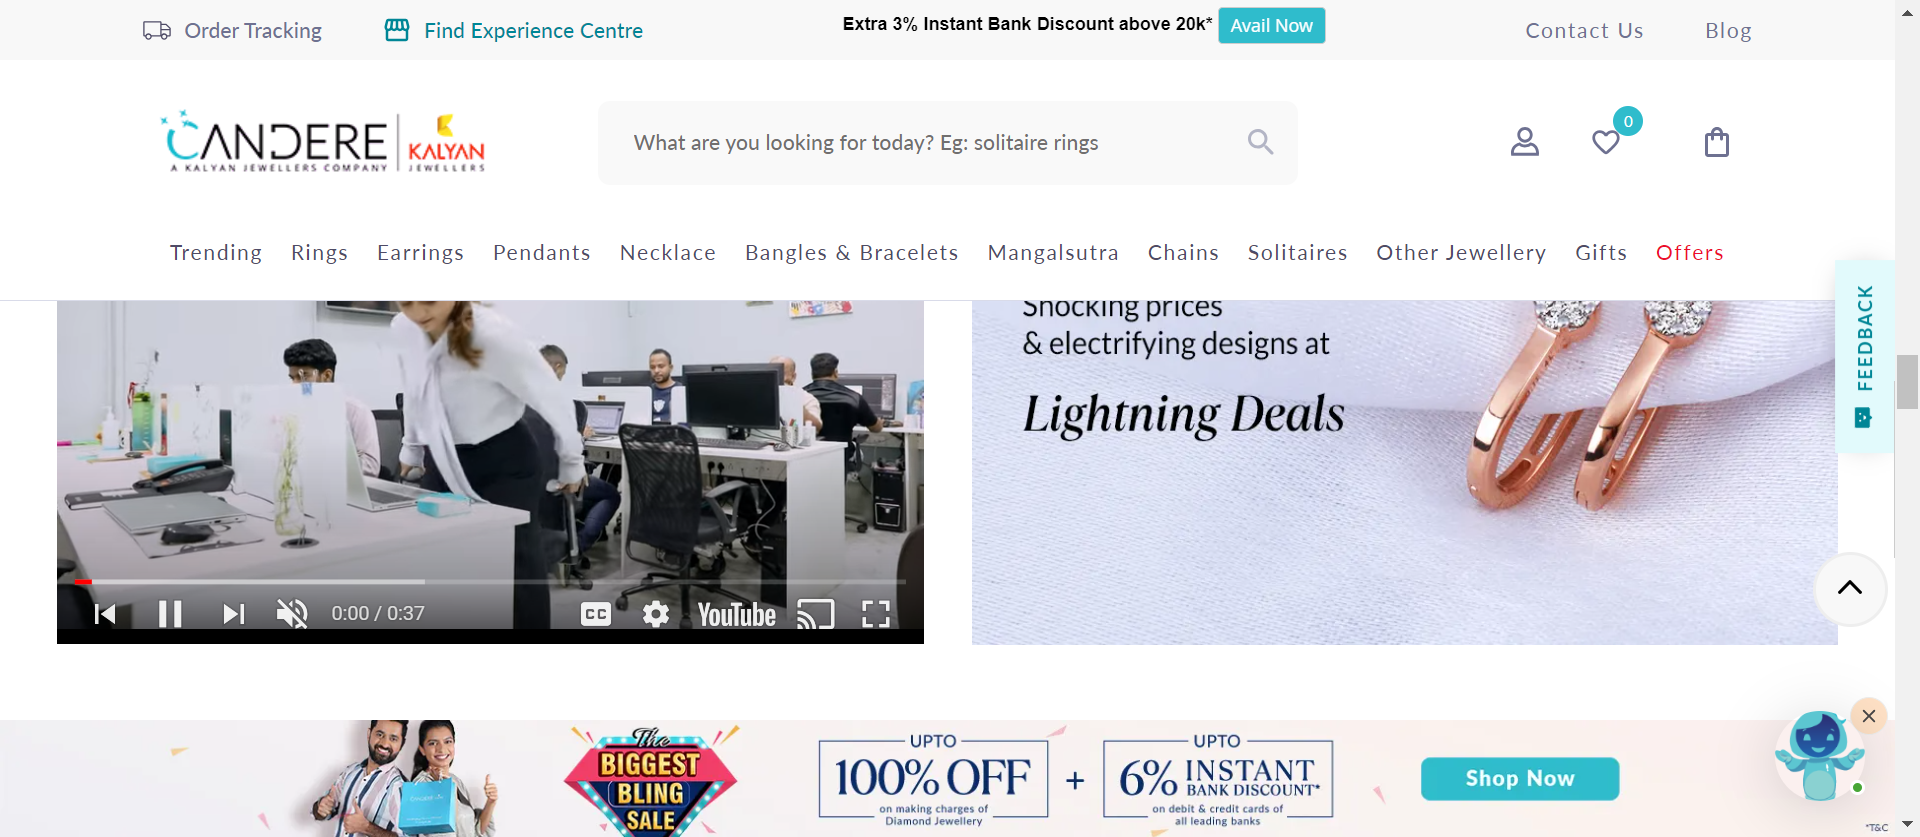 Order Tracking
Find Experience Centre
Extra 3% Instant Bank Discount above 20k*
Avail Now
Contact Us
Blog
CANDERE
A KALYAN JEWELLERS COMPANY
KALYAN
JEWELLERS
What are you looking for today? Eg: solitaire rings
0
Trending
Rings
Earrings
Pendants
Necklace
Bangles & Bracelets
Mangalsutra
Chains
Solitaires
Other Jewellery
Gifts
Offers
FEEDBACK
Shocking prices
& electrifying designs at
Lightning Deals
0:00 / 0:37
CC
YouTube
The
BIGGEST
BLING
SALE
UPTO
100% OFF
on making charges of
Diamond Jewellery
+
UPTO
6% INSTANT
BANK DISCOUNT*
on debit & credit cards of
all leading banks
Shop Now
*T&C